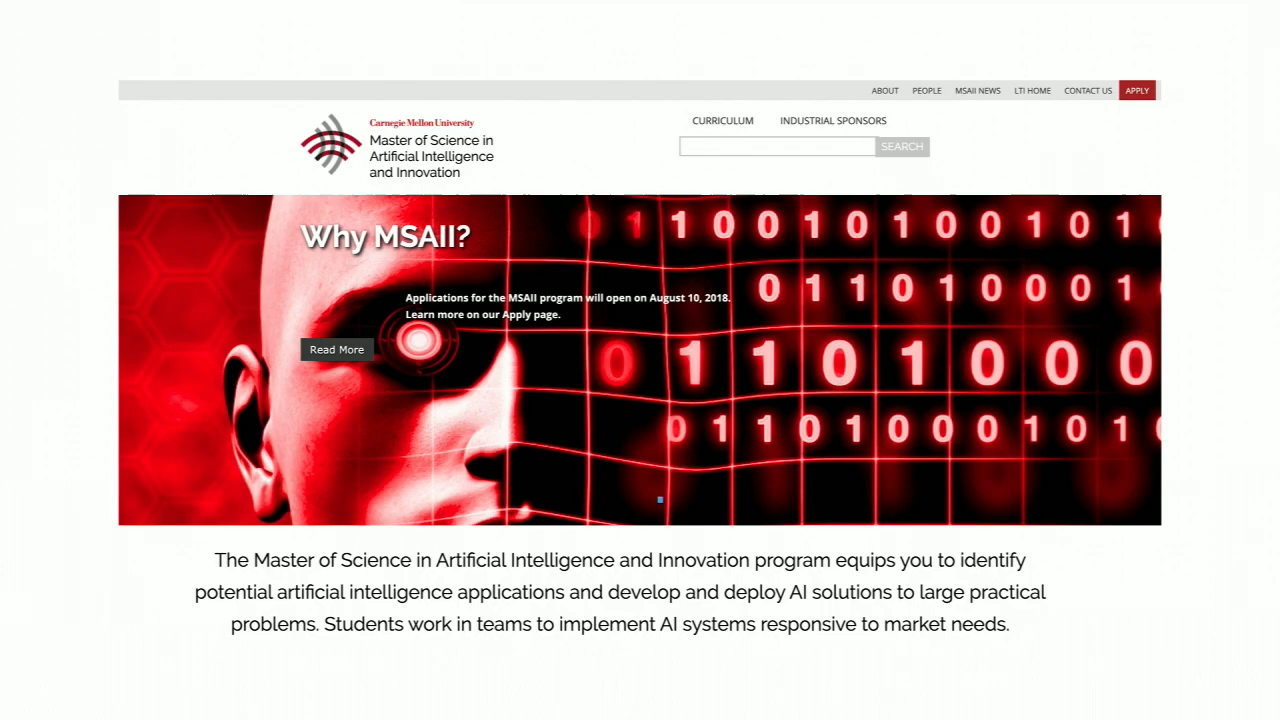 ABOUT PEOPLE MSAII NEWS LTI HOME CONTACT US APPLY
Carnegie Mellon University
Master of Science in
Artificial Intelligence
and Innovation
CURRICULUM INDUSTRIAL SPONSORS
SEARCH
Why MSAII?
0 1 1 0 0 1 0 1 0 0 1 0 1
Applications for the MSAII program will open on August 10, 2018.
Learn more on our Apply page.
0 1 1 0 1 0 0 0 1
Read More
0 1 1 0 1 0 0 0
0 1 1 0 1 0 0 0 1 0 1
The Master of Science in Artificial Intelligence and Innovation program equips you to identify
potential artificial intelligence applications and develop and deploy AI solutions to large practical
problems. Students work in teams to implement AI systems responsive to market needs.